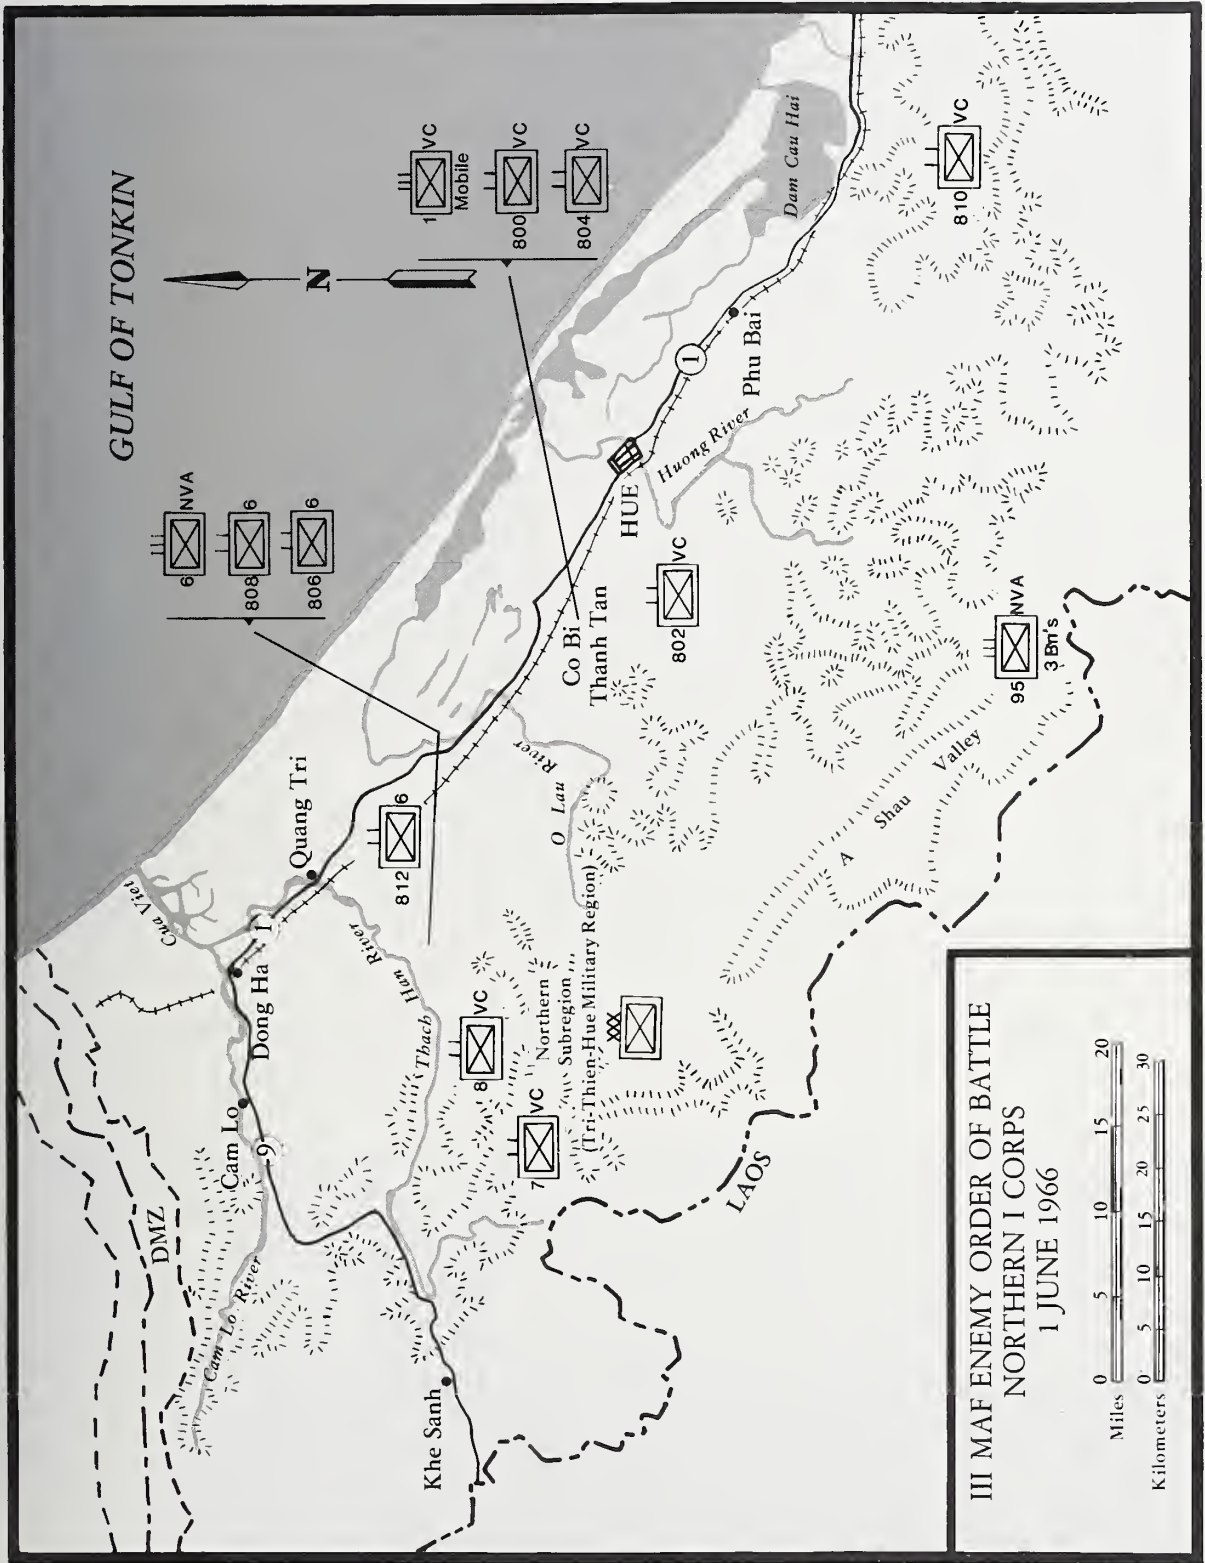 GULF OF TONKIN
N
6
NVA
808
6
806
6
1
VC
Mobile
800
VC
804
VC
DMZ
Cua Viet
Dong Ha
1
Quang Tri
Cam Lo
9
Cam Lo River
Khe Sanh
Thach Han River
812
6
8
VC
7
VC
Northern
Subregion
(Tri-Thien-Hue Military Region)
XXX
O Lau River
Co Bi
Thanh Tan
HUE
Huong River
1
Phu Bai
Dam Cau Hai
802
VC
810
VC
95
NVA
3 Bn's
A Shau Valley
LAOS
III MAF ENEMY ORDER OF BATTLE
NORTHERN I CORPS
1 JUNE 1966
0 5 10 15 20
Miles
0 5 10 15 20 25 30
Kilometers